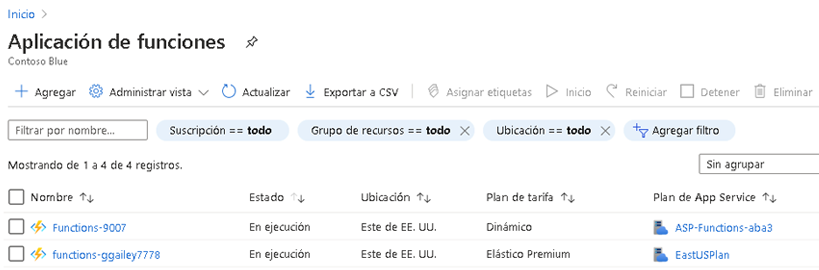 Inicio >
Aplicación de funciones
Contoso Blue
Agregar Administrar vista Actualizar Exportar a CSV Asignar etiquetas Inicio Reiniciar Detener Eliminar
Filtrar por nombre... Suscripción == todo Grupo de recursos == todo Ubicación == todo Agregar filtro
Mostrando de 1 a 4 de 4 registros. Sin agrupar
Nombre Estado Ubicación Plan de tarifa Plan de App Service
Functions-9007 En ejecución Este de EE. UU. Dinámico ASP-Functions-aba3
functions-ggailey7778 En ejecución Este de EE. UU. Elástico Premium EastUSPlan